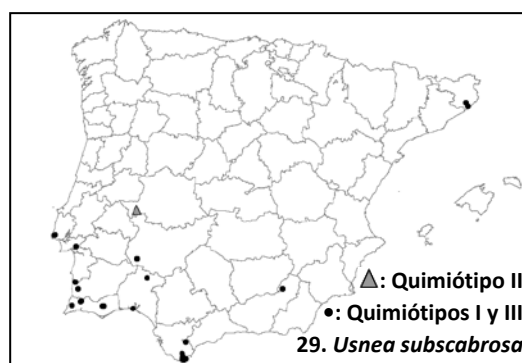 ▲: Quimiótipo II
●: Quimiótipos I y III
29. Usnea subscabrosa